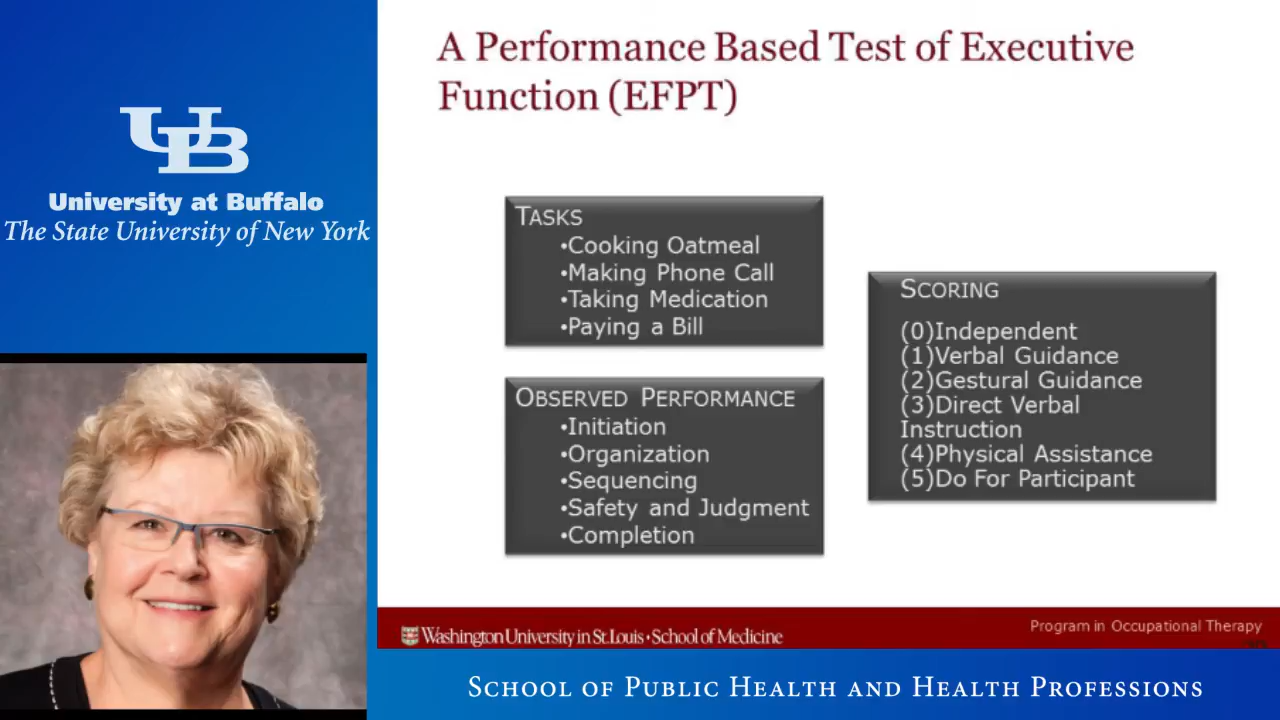 UB
University at Buffalo
The State University of New York
A Performance Based Test of Executive
Function (EFPT)
TASKS
•Cooking Oatmeal
•Making Phone Call
•Taking Medication
•Paying a Bill
OBSERVED PERFORMANCE
•Initiation
•Organization
•Sequencing
•Safety and Judgment
•Completion
SCORING
(0)Independent
(1)Verbal Guidance
(2)Gestural Guidance
(3)Direct Verbal
Instruction
(4)Physical Assistance
(5)Do For Participant
Washington University in St. Louis • School of Medicine
Program in Occupational Therapy
SCHOOL OF PUBLIC HEALTH AND HEALTH PROFESSIONS